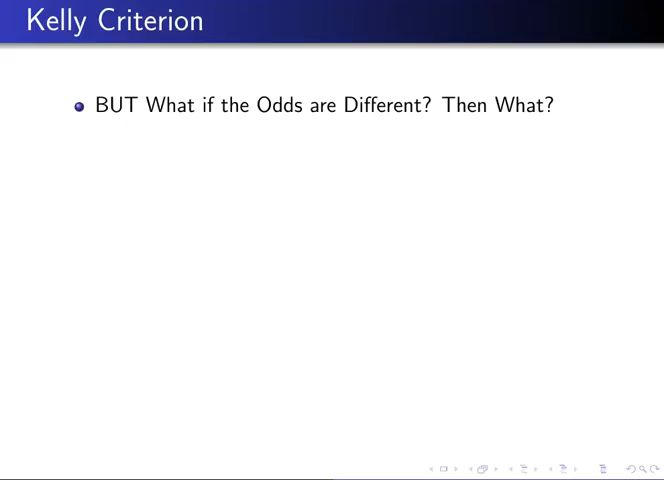 Kelly Criterion
BUT What if the Odds are Different? Then What?